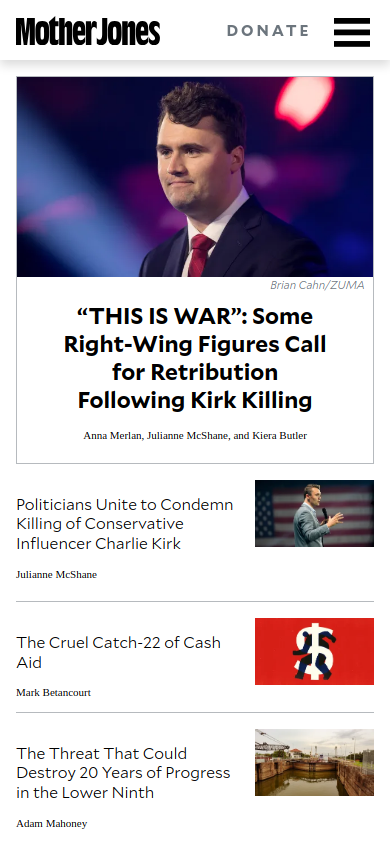 Mother Jones
DONATE
Brian Cahn/ZUMA
“THIS IS WAR”: Some
Right-Wing Figures Call
for Retribution
Following Kirk Killing
Anna Merlan, Julianne McShane, and Kiera Butler
Politicians Unite to Condemn
Killing of Conservative
Influencer Charlie Kirk
Julianne McShane
The Cruel Catch-22 of Cash
Aid
Mark Betancourt
The Threat That Could
Destroy 20 Years of Progress
in the Lower Ninth
Adam Mahoney